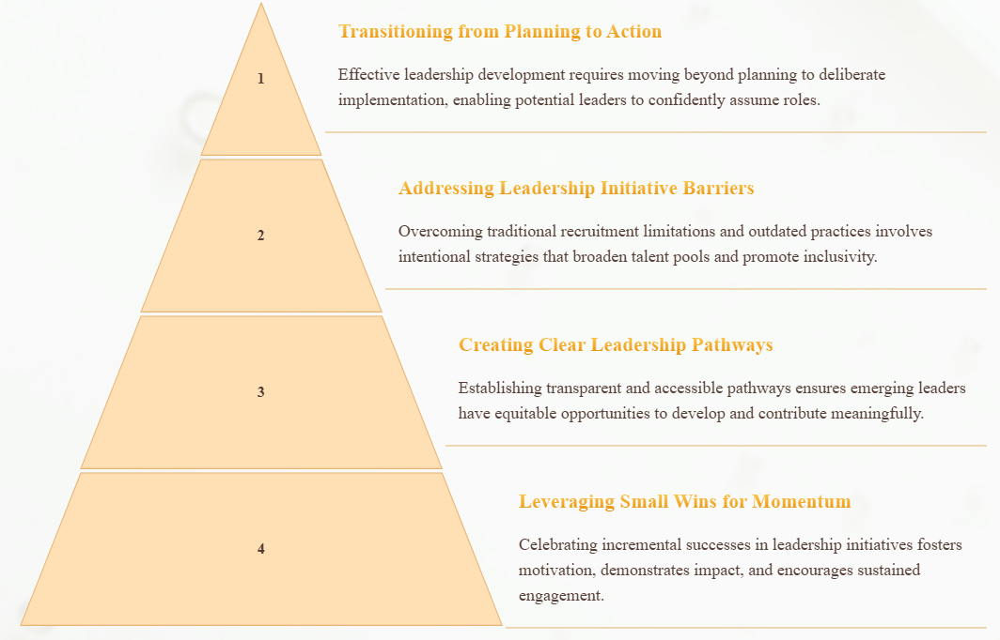 1
Transitioning from Planning to Action
Effective leadership development requires moving beyond planning to deliberate
implementation, enabling potential leaders to confidently assume roles.
2
Addressing Leadership Initiative Barriers
Overcoming traditional recruitment limitations and outdated practices involves
intentional strategies that broaden talent pools and promote inclusivity.
3
Creating Clear Leadership Pathways
Establishing transparent and accessible pathways ensures emerging leaders
have equitable opportunities to develop and contribute meaningfully.
4
Leveraging Small Wins for Momentum
Celebrating incremental successes in leadership initiatives fosters
motivation, demonstrates impact, and encourages sustained
engagement.